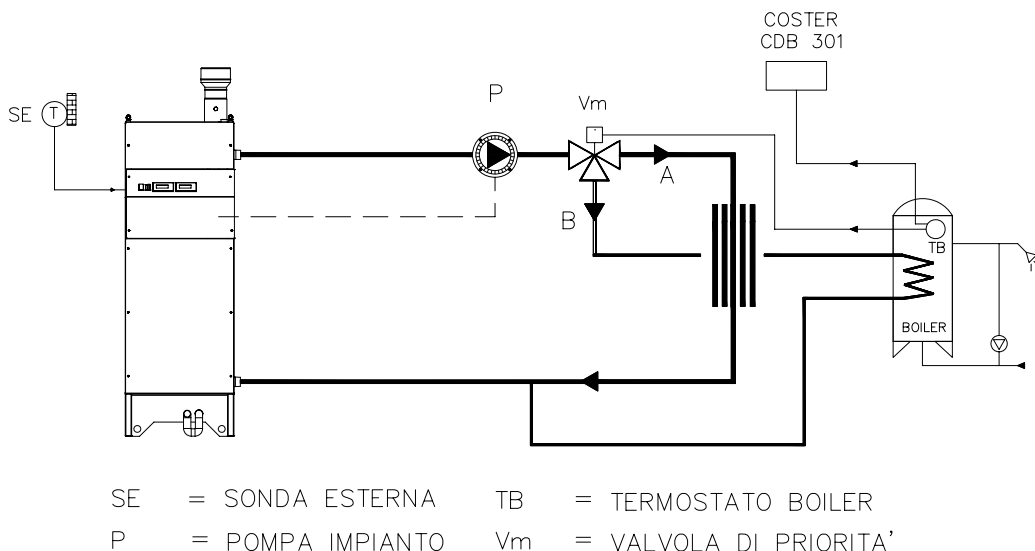 COSTER
CDB 301
P
Vm
SE
T
A
B
TB
BOILER
SE = SONDA ESTERNA TB = TERMOSTATO BOILER
P = POMPA IMPIANTO Vm = VALVOLA DI PRIORITA'